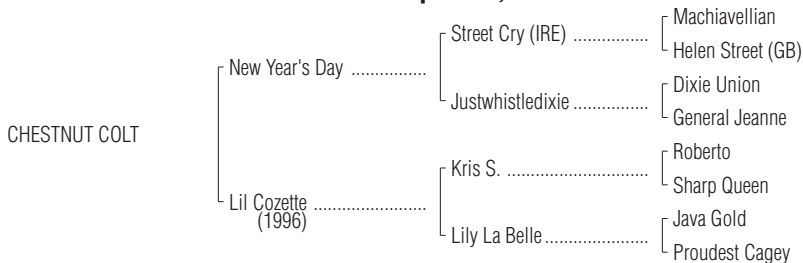 Machiavellian
Street Cry (IRE) ................
Helen Street (GB)
New Year's Day ................
Dixie Union
Justwhistledixie ................
General Jeanne
CHESTNUT COLT
Roberto
Kris S. ..............................
Sharp Queen
Lil Cozette ........................
(1996)
Java Gold
Lily La Belle ......................
Proudest Cagey